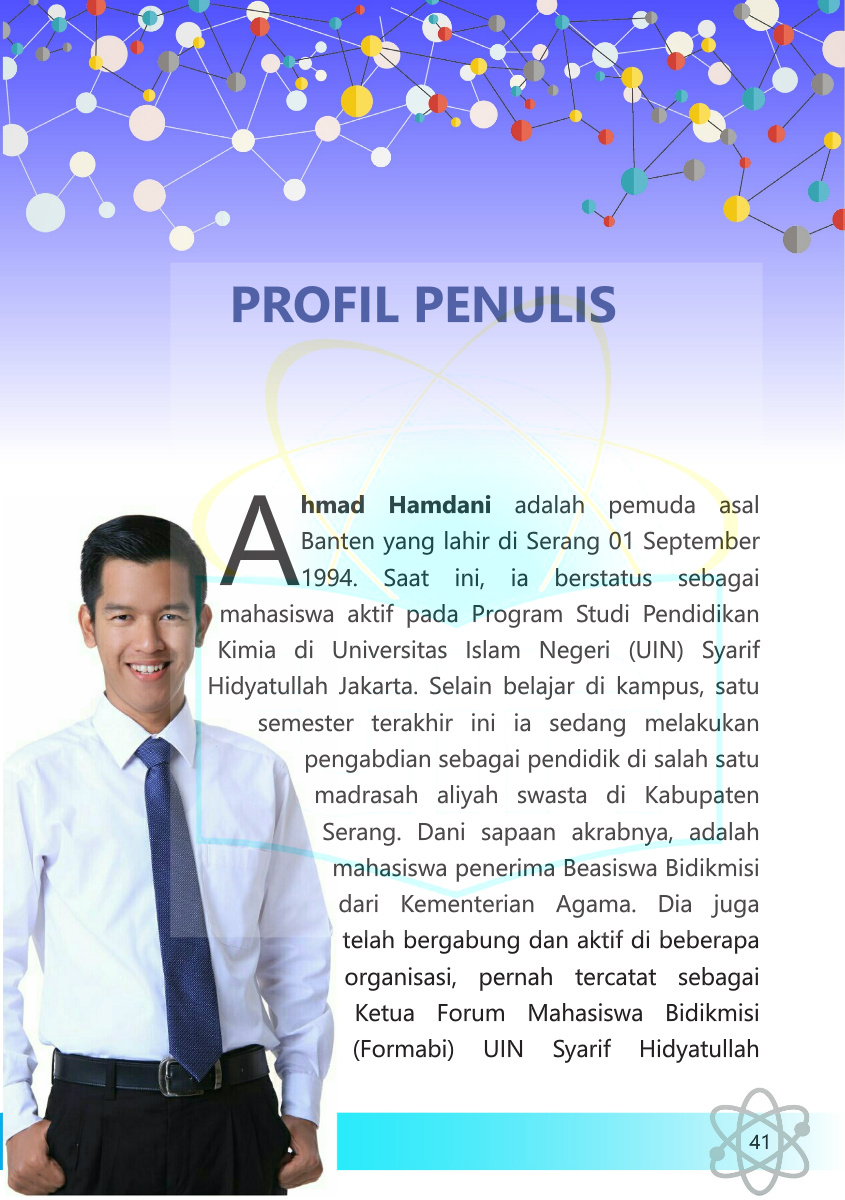 PROFIL PENULIS
Ahmad Hamdani adalah pemuda asal
Banten yang lahir di Serang 01 September
1994. Saat ini, ia berstatus sebagai
mahasiswa aktif pada Program Studi Pendidikan
Kimia di Universitas Islam Negeri (UIN) Syarif
Hidyatullah Jakarta. Selain belajar di kampus, satu
semester terakhir ini ia sedang melakukan
pengabdian sebagai pendidik di salah satu
madrasah aliyah swasta di Kabupaten
Serang. Dani sapaan akrabnya, adalah
mahasiswa penerima Beasiswa Bidikmisi
dari Kementerian Agama. Dia juga
telah bergabung dan aktif di beberapa
organisasi, pernah tercatat sebagai
Ketua Forum Mahasiswa Bidikmisi
(Formabi) UIN Syarif Hidyatullah
41